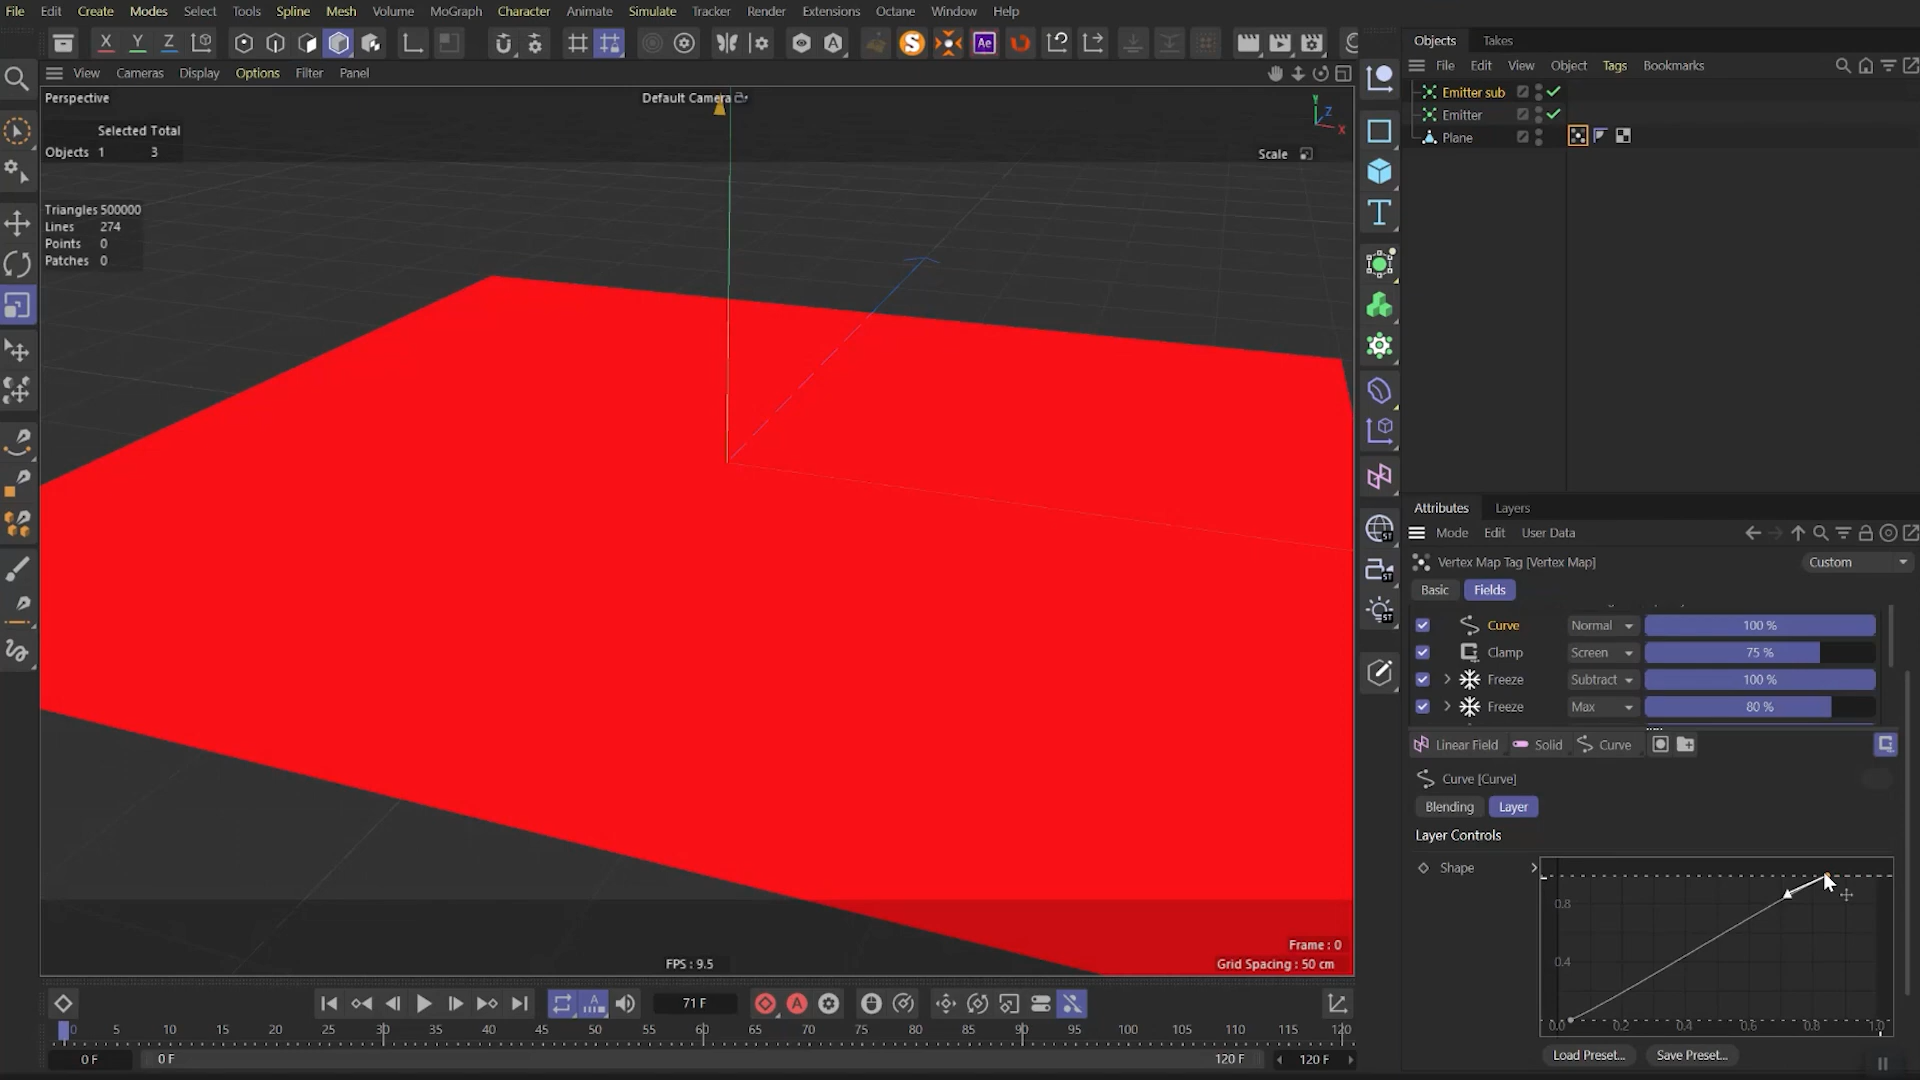 File Edit Create Modes Select Tools Spline Mesh Volume MoGraph Character Animate Simulate Tracker Render Extensions Octane Window Help
X Y Z
A
S
Ae
View Cameras Display Options Filter Panel
Perspective
Default Camera
Selected Total
Objects 1 3
Scale
Y
Z
X
Triangles 500000
Lines 274
Points 0
Patches 0
FPS : 9.5
Frame : 0
Grid Spacing : 50 cm
T
ST
ST
ST
Objects Takes
File Edit View Object Tags Bookmarks
Emitter sub
Emitter
Plane
Attributes Layers
Mode Edit User Data
Vertex Map Tag [Vertex Map]
Custom
Basic Fields
Curve Normal 100 %
Clamp Screen 75 %
Freeze Subtract 100 %
Freeze Max 80 %
Linear Field Solid Curve
Curve [Curve]
Blending Layer
Layer Controls
Shape
0.8
0.4
0.0 0.2 0.4 0.6 0.8 1.0
Load Preset... Save Preset...
71 F
A
0 5 10 15 20 25 30 35 40 45 50 55 60 65 70 75 80 85 90 95 100 105 110 115 120
0 F 0 F 120 F 120 F